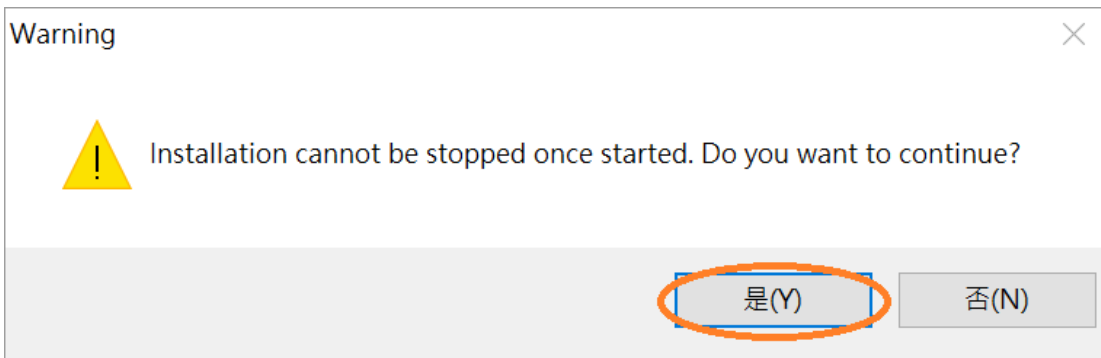 Warning
Installation cannot be stopped once started. Do you want to continue?
是(Y) 否(N)